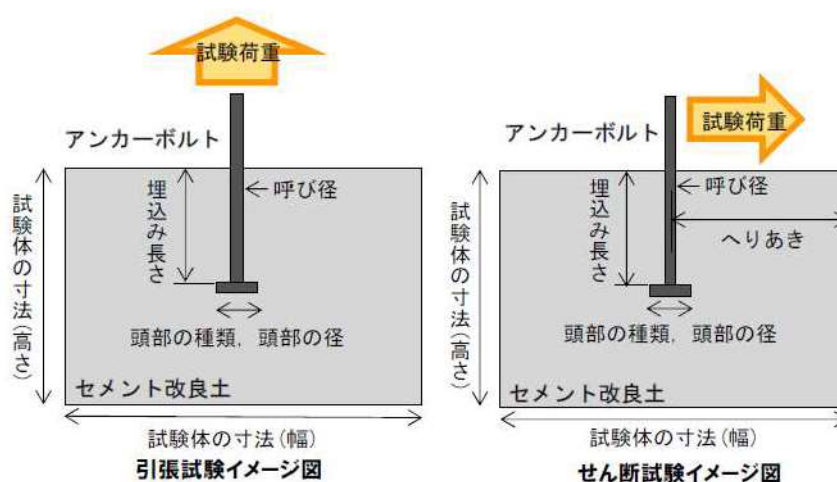 試験荷重
アンカーボルト
埋込み長さ
呼び径
試験体の寸法(高さ)
頭部の種類, 頭部の径
セメント改良土
試験体の寸法(幅)
引張試験イメージ図
試験荷重
アンカーボルト
埋込み長さ
呼び径
へりあき
試験体の寸法(高さ)
頭部の種類, 頭部の径
セメント改良土
試験体の寸法(幅)
せん断試験イメージ図